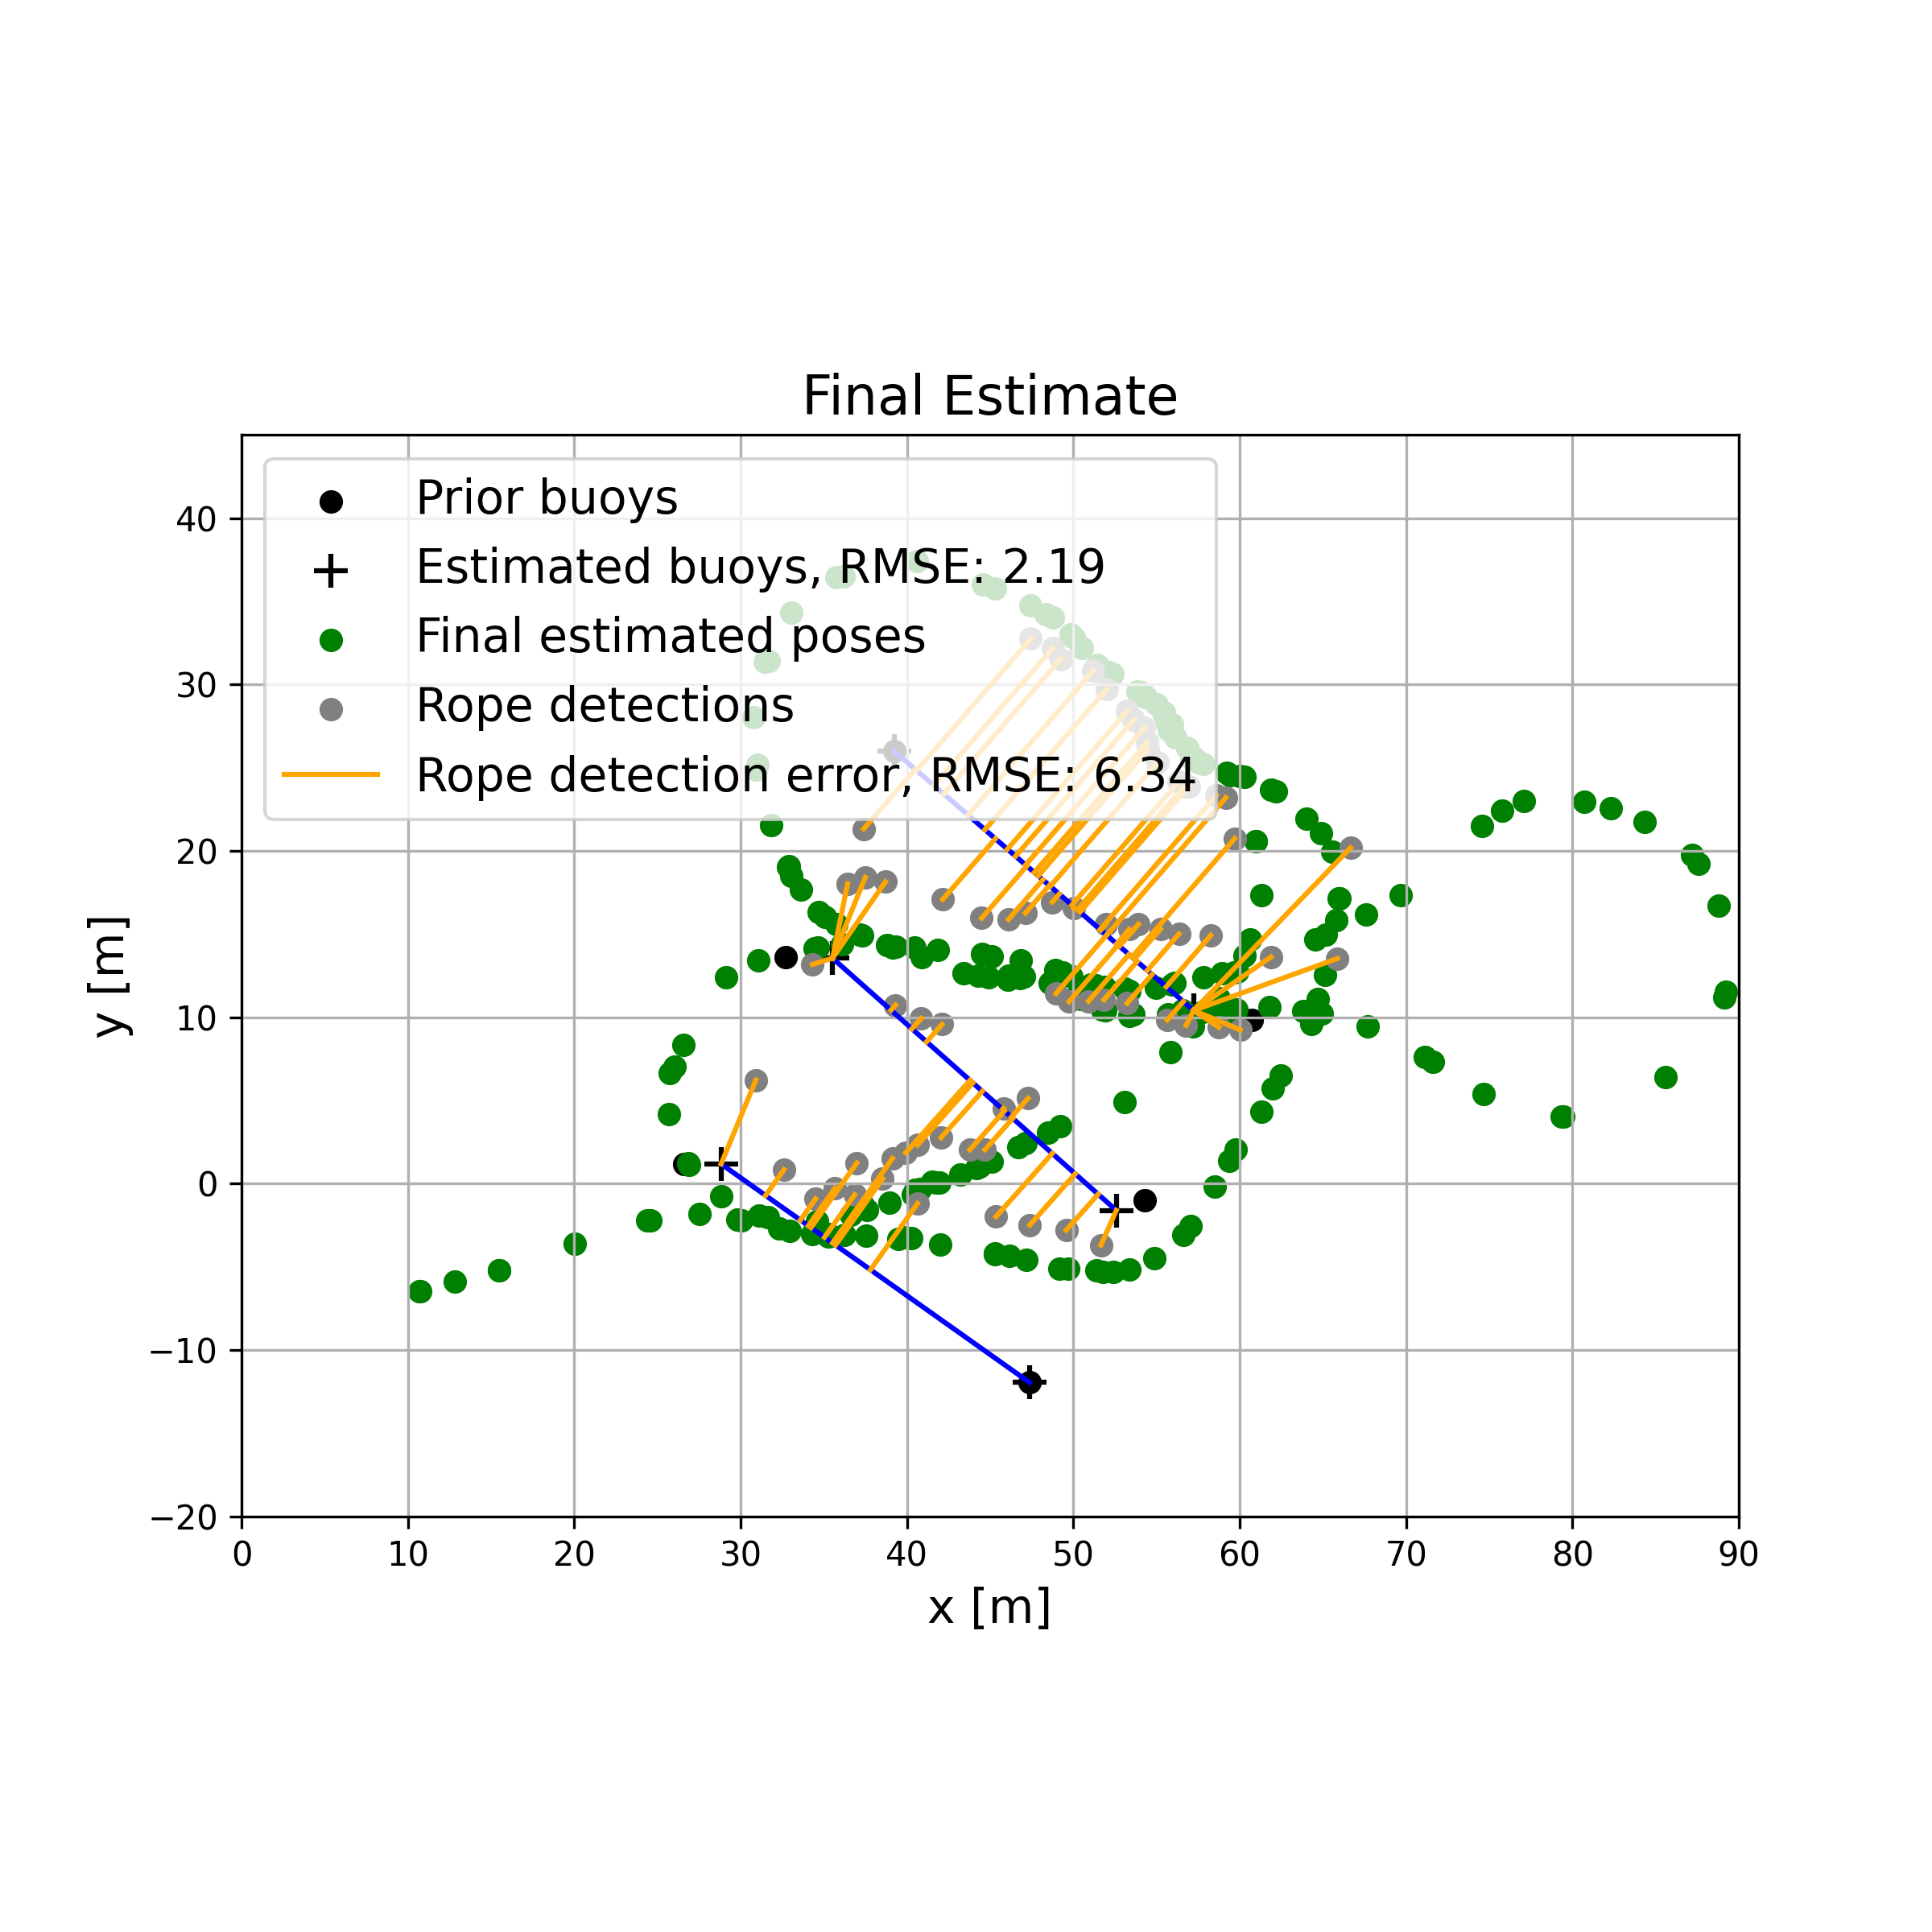 Final Estimate
Prior buoys
Estimated buoys, RMSE: 2.19
Final estimated poses
Rope detections
Rope detection error, RMSE: 6.34
40
30
20
10
0
−10
−20
y [m]
0 10 20 30 40 50 60 70 80 90
x [m]